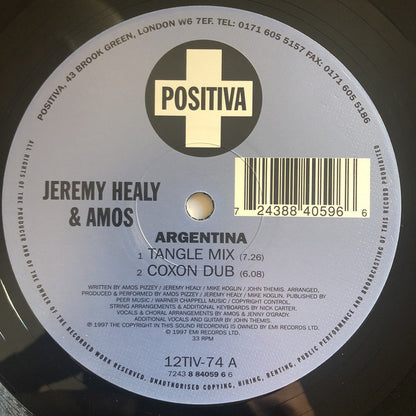 POSITIVA, 43 BROOK GREEN, LONDON W6 7EF. TEL: 0171 605 5157 FAX: 0171 605 5186
POSITIVA
JEREMY HEALY
& AMOS
7 24388 40596 6
ARGENTINA
1 TANGLE MIX (7.26)
2 COXON DUB (6.08)
WRITTEN BY AMOS PIZZEY / JEREMY HEALY / MIKE KOGLIN / JOHN THEMIS. ARRANGED,
PRODUCED & PERFORMED BY AMOS PIZZEY / JEREMY HEALY / MIKE KOGLIN. PUBLISHED BY
PEER MUSIC / WARNER CHAPPELL MUSIC / COPYRIGHT CONTROL.
STRING ARRANGEMENTS & ADDITIONAL KEYBOARDS BY NICK CARTER.
VOCALS & CHORAL ARRANGEMENTS BY AMOS & JENNY O'GRADY.
ADDITIONAL VOCALS AND GUITAR BY JOHN THEMIS.
℗ 1997 THE COPYRIGHT IN THIS SOUND RECORDING IS OWNED BY EMI RECORDS LTD.
© 1997 EMI RECORDS LTD.
33 RPM
12TIV-74 A
7243 8 84059 6 6
ALL RIGHTS OF THE PRODUCER AND OF THE OWNER OF THE RECORDED WORK RESERVED. UNAUTHORISED COPYING, HIRING, RENTING, PUBLIC PERFORMANCE AND BROADCASTING OF THIS RECORD PROHIBITED